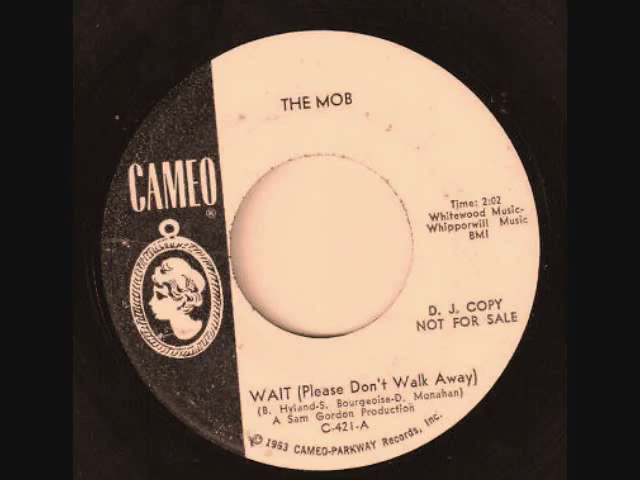 THE MOB
CAMEO
®
Time: 2:02
Whitewood Music-
Whipporwill Music
BMI
D. J. COPY
NOT FOR SALE
WAIT (Please Don't Walk Away)
(B. Hyland-S. Bourgeoise-D. Monahan)
A Sam Gordon Production
C-421-A
Ⓟ 1963 CAMEO-PARKWAY Records, Inc.